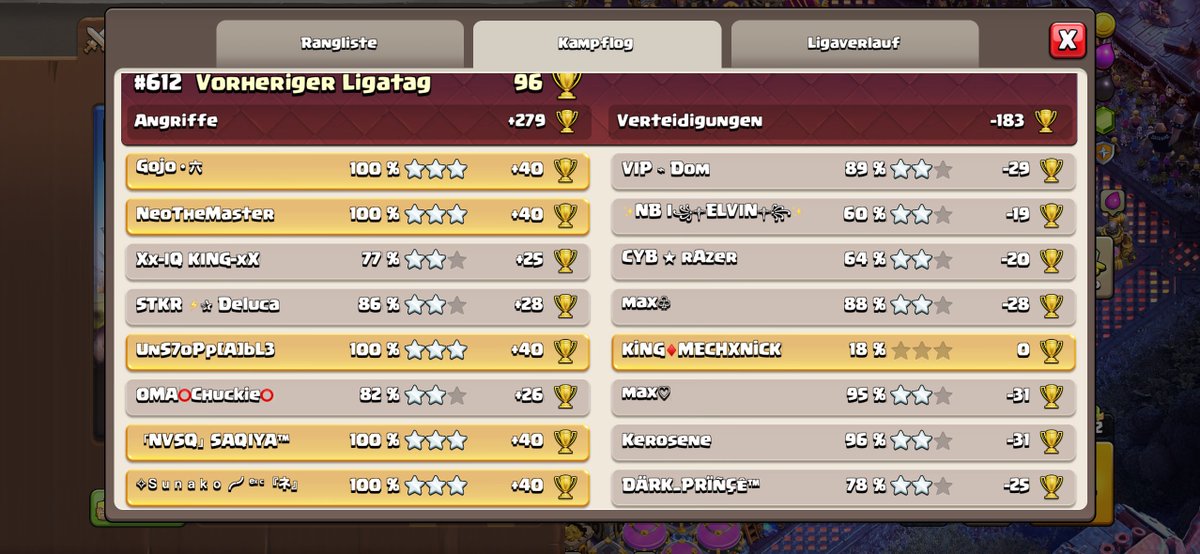 Rangliste
Kampflog
Ligaverlauf
X
#612 Vorheriger Ligatag 96
Angriffe +279
Verteidigungen -183
Gojo • 六 100 % +40
VIP ~ Dom 89 % -29
NeoTheMaster 100 % +40
✨NB I꧁༒ELVIN༒꧂✨ 60 % -19
Xx-IQ KING-xX 77 % +25
CYB ★ rAzer 64 % -20
STKR ⚡☆ Deluca 86 % +28
max♧ 88 % -28
UnS7oPp[A]bL3 100 % +40
KiNG♦️MECHXNiCK 18 % 0
OMA⭕Chuckie⭕ 82 % +26
max♡ 95 % -31
『NVSQ』 SAQIYA™ 100 % +40
Kerosene 96 % -31
✧Sunako 『ネ』 100 % +40
DÄRK_PRÏÑÇÊ™ 78 % -25